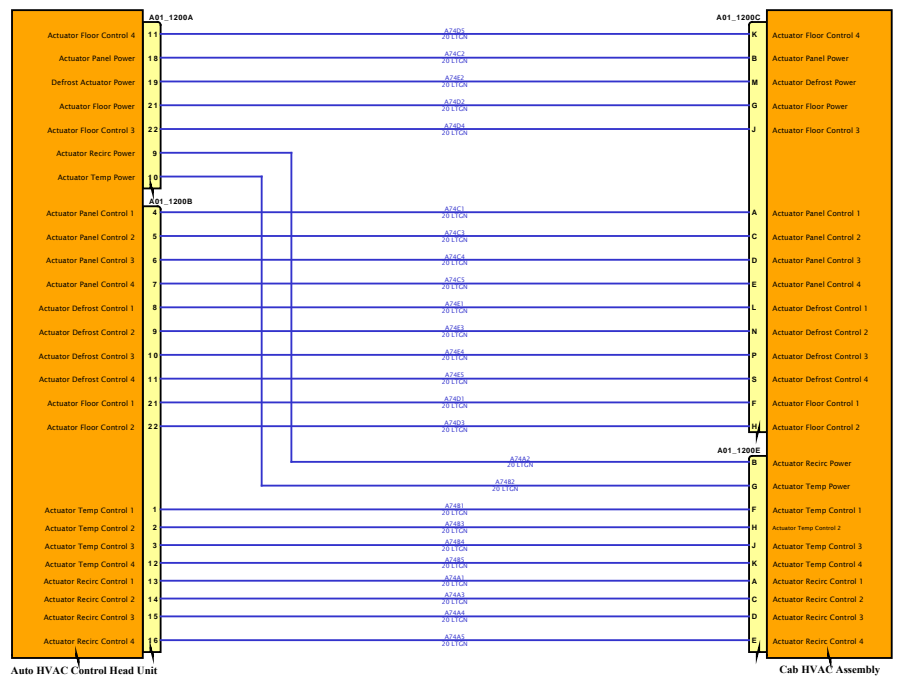 A01_1200A A01_1200C
Actuator Floor Control 4 11 A74D5 20 LTGN K Actuator Floor Control 4
Actuator Panel Power 18 A74C2 20 LTGN B Actuator Panel Power
Defrost Actuator Power 19 A74E2 20 LTGN M Actuator Defrost Power
Actuator Floor Power 21 A74D2 20 LTGN G Actuator Floor Power
Actuator Floor Control 3 22 A74D4 20 LTGN J Actuator Floor Control 3
Actuator Recirc Power 9
Actuator Temp Power 10
A01_1200B
Actuator Panel Control 1 4 A74C1 20 LTGN A Actuator Panel Control 1
Actuator Panel Control 2 5 A74C3 20 LTGN C Actuator Panel Control 2
Actuator Panel Control 3 6 A74C4 20 LTGN D Actuator Panel Control 3
Actuator Panel Control 4 7 A74C5 20 LTGN E Actuator Panel Control 4
Actuator Defrost Control 1 8 A74E1 20 LTGN L Actuator Defrost Control 1
Actuator Defrost Control 2 9 A74E3 20 LTGN N Actuator Defrost Control 2
Actuator Defrost Control 3 10 A74E4 20 LTGN P Actuator Defrost Control 3
Actuator Defrost Control 4 11 A74E5 20 LTGN S Actuator Defrost Control 4
Actuator Floor Control 1 21 A74D1 20 LTGN F Actuator Floor Control 1
Actuator Floor Control 2 22 A74D3 20 LTGN H Actuator Floor Control 2
A01_1200E
A74A2 20 LTGN B Actuator Recirc Power
A74B2 20 LTGN G Actuator Temp Power
Actuator Temp Control 1 1 A74B1 20 LTGN F Actuator Temp Control 1
Actuator Temp Control 2 2 A74B3 20 LTGN H Actuator Temp Control 2
Actuator Temp Control 3 3 A74B4 20 LTGN J Actuator Temp Control 3
Actuator Temp Control 4 12 A74B5 20 LTGN K Actuator Temp Control 4
Actuator Recirc Control 1 13 A74A1 20 LTGN A Actuator Recirc Control 1
Actuator Recirc Control 2 14 A74A3 20 LTGN C Actuator Recirc Control 2
Actuator Recirc Control 3 15 A74A4 20 LTGN D Actuator Recirc Control 3
Actuator Recirc Control 4 16 A74A5 20 LTGN E Actuator Recirc Control 4
Auto HVAC Control Head Unit Cab HVAC Assembly